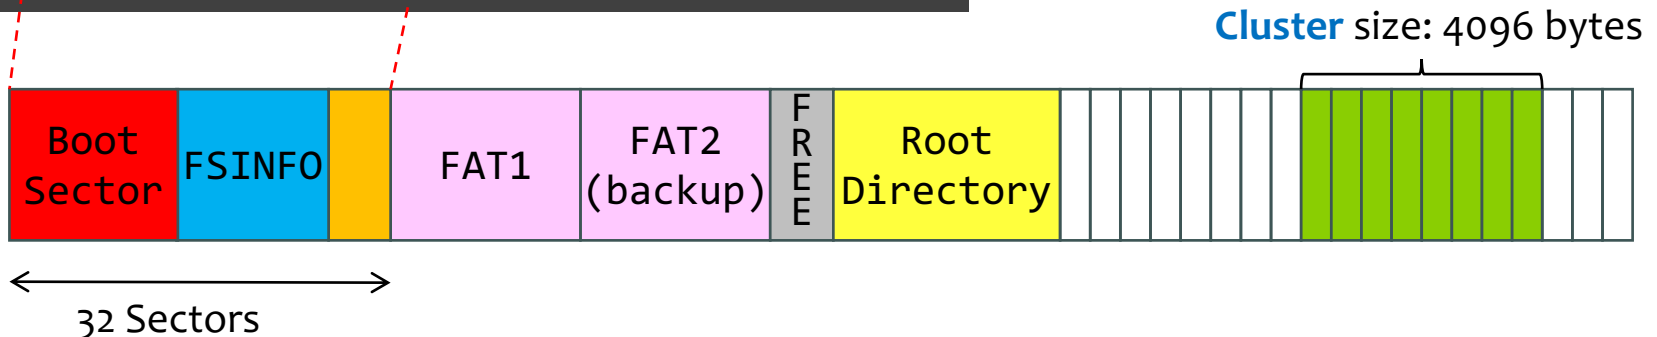 Cluster size: 4096 bytes
Boot
Sector
FSINFO
FAT1
FAT2
(backup)
F
R
E
E
Root
Directory
32 Sectors